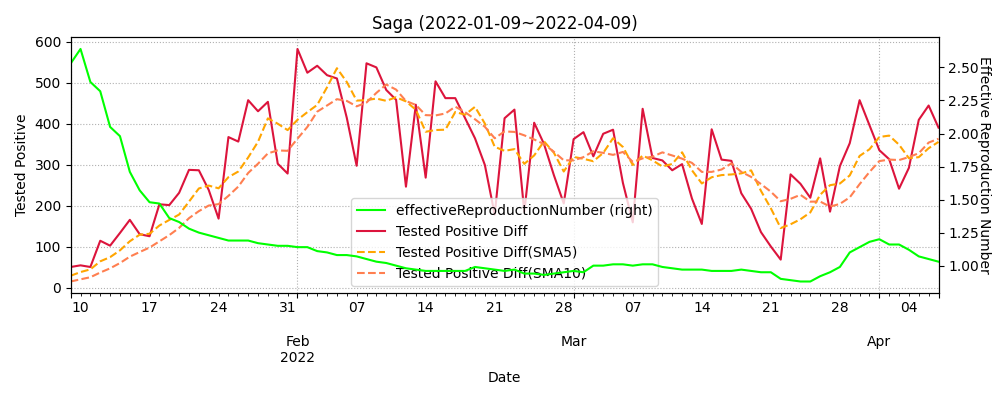 Saga (2022-01-09~2022-04-09)
Tested Positive
600
500
400
300
200
100
0
2.50
2.25
2.00
1.75
1.50
1.25
1.00
Effective Reproduction Number
effectiveReproductionNumber (right)
Tested Positive Diff
Tested Positive Diff(SMA5)
Tested Positive Diff(SMA10)
10 17 24 31 07 14 21 28 07 14 21 28 04
Feb Mar Apr
2022
Date